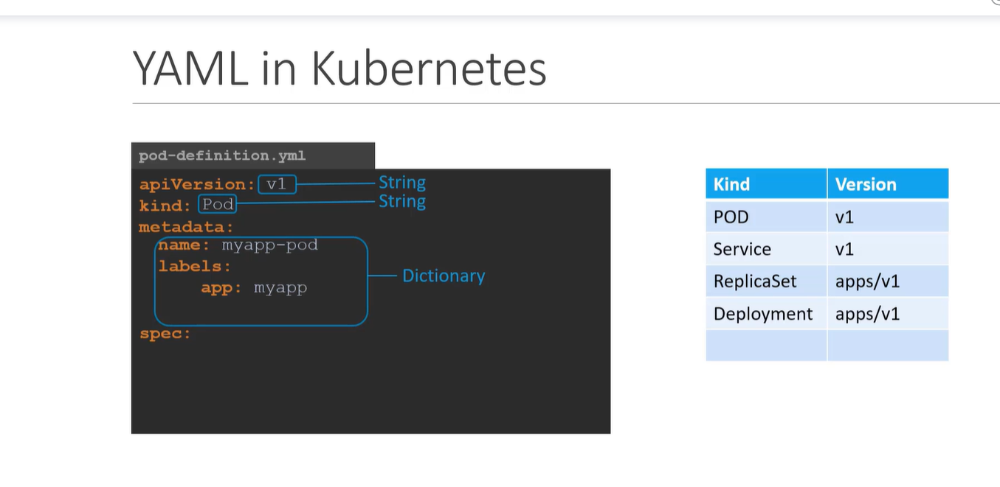 YAML in Kubernetes
pod-definition.yml
apiVersion: v1 String
kind: Pod String
metadata:
name: myapp-pod
labels:
Dictionary
app: myapp
spec:
Kind Version
POD v1
Service v1
ReplicaSet apps/v1
Deployment apps/v1